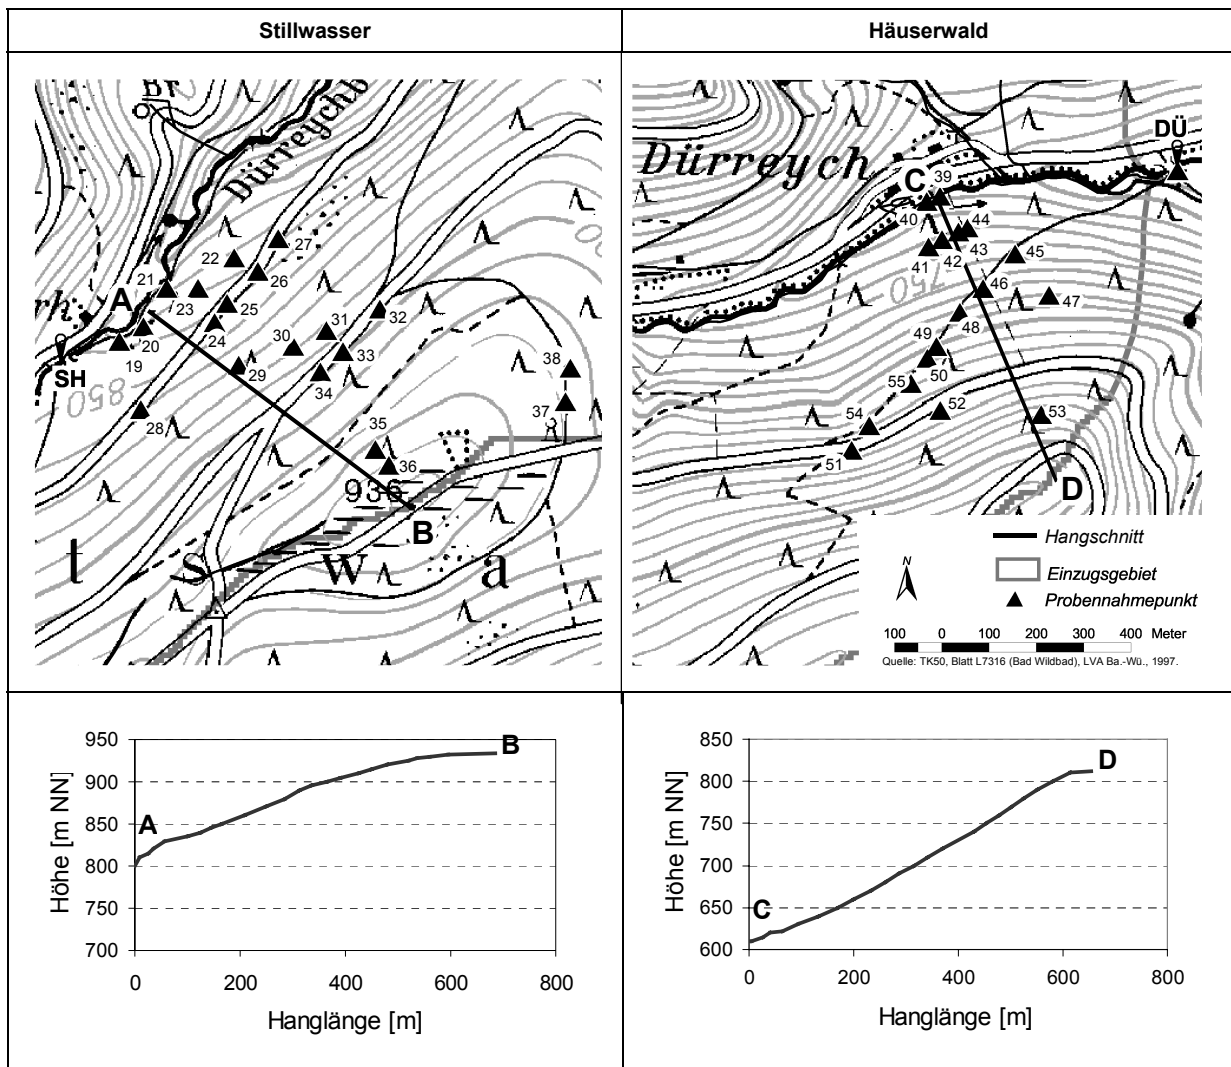 Stillwasser
Häuserwald
Br
Dürreychb
Dürreych
DÜ
C
39
40
44
43
42
41
45
750
46
47
48
49
50
55
52
53
54
51
D
27
22
26
21
A
23
25
20
24
19
SH
850
30
31
32
33
29
34
28
38
37
35
36
936
B
t s w a
N
Hangschnitt
Einzugsgebiet
Probennahmepunkt
100 0 100 200 300 400 Meter
Quelle: TK50, Blatt L7316 (Bad Wildbad), LVA Ba.-Wü., 1997.
Höhe [m NN]
950
900
850
800
750
700
A
B
0 200 400 600 800
Hanglänge [m]
Höhe [m NN]
850
800
750
700
650
600
C
D
0 200 400 600 800
Hanglänge [m]